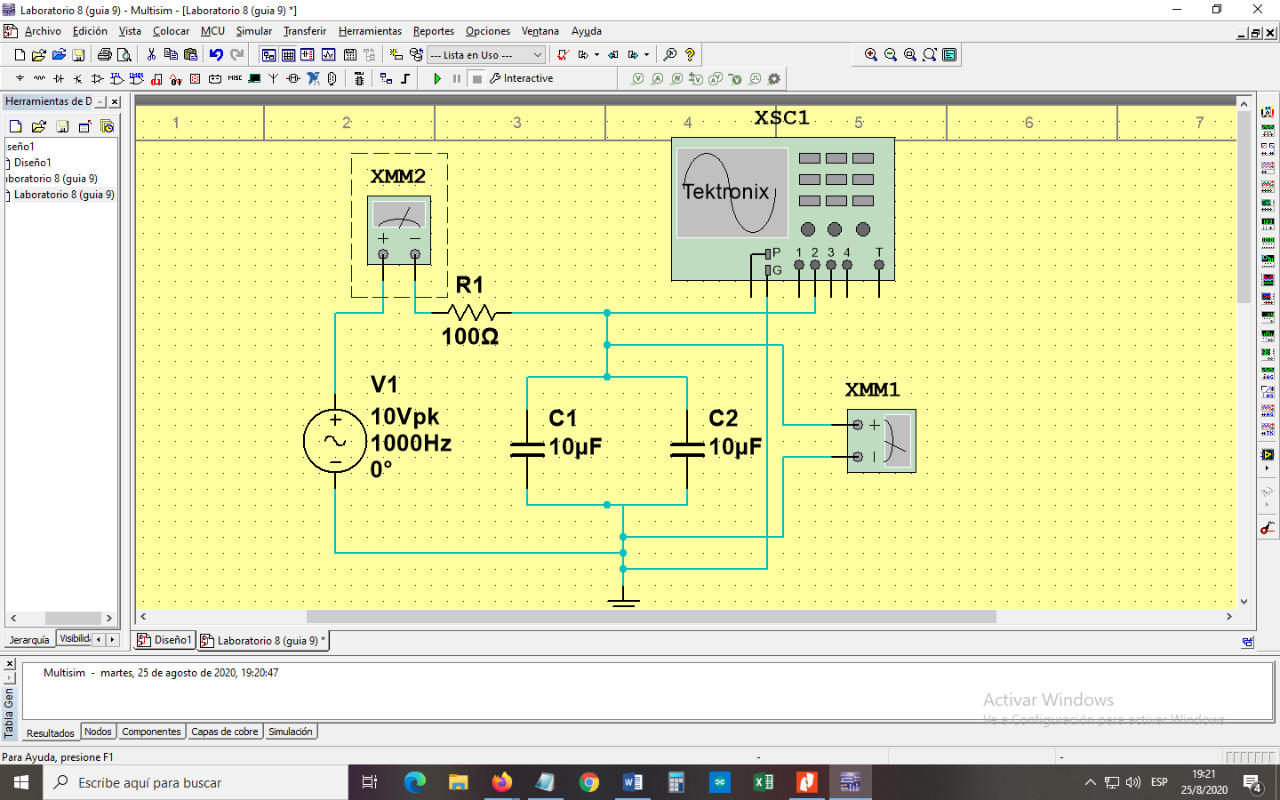 Laboratorio 8 (guia 9) - Multisim - [Laboratorio 8 (guia 9) *]
Archivo Edición Vista Colocar MCU Simular Transferir Herramientas Reportes Opciones Ventana Ayuda
--- Lista en Uso ---
MISC Interactive
Herramientas de D
1 2 3 4 5 6 7
seño1
Diseño1
aboratorio 8 (guia 9)
Laboratorio 8 (guia 9)
XSC1
Tektronix
P 1 2 3 4 T
G
XMM2
+ −
R1
100Ω
V1
10Vpk
1000Hz
0°
C1
10µF
C2
10µF
XMM1
Jerarquía Visibilid
Diseño1 Laboratorio 8 (guia 9) *
Multisim - martes, 25 de agosto de 2020, 19:20:47
Tabla Gen
Activar Windows
Ve a Configuración para activar Windows.
Resultados Nodos Componentes Capas de cobre Simulación
Para Ayuda, presione F1
- -
Escribe aquí para buscar
ESP
19:21
25/8/2020
4